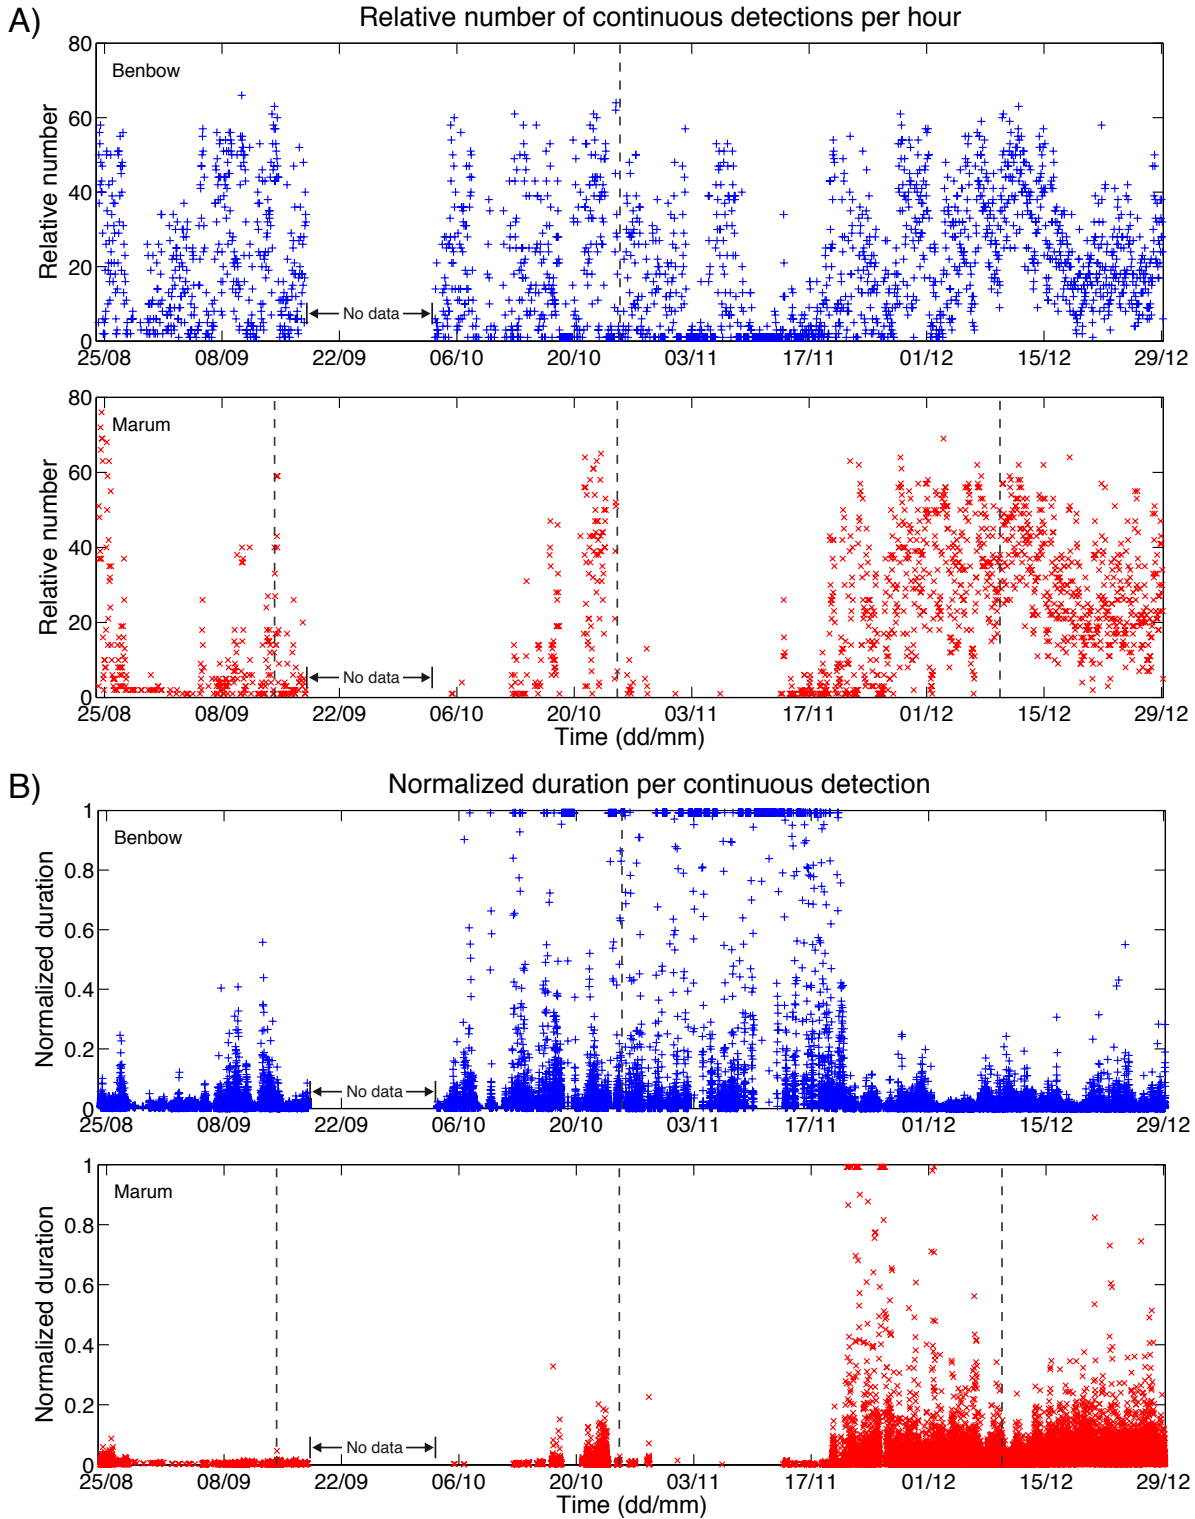 A)
Relative number of continuous detections per hour
Relative number
80
60
40
20
0
Benbow
No data
25/08 08/09 22/09 06/10 20/10 03/11 17/11 01/12 15/12 29/12
Relative number
80
60
40
20
0
Marum
No data
25/08 08/09 22/09 06/10 20/10 03/11 17/11 01/12 15/12 29/12
Time (dd/mm)
B)
Normalized duration per continuous detection
Normalized duration
1
0.8
0.6
0.4
0.2
0
Benbow
No data
25/08 08/09 22/09 06/10 20/10 03/11 17/11 01/12 15/12 29/12
Normalized duration
1
0.8
0.6
0.4
0.2
0
Marum
No data
25/08 08/09 22/09 06/10 20/10 03/11 17/11 01/12 15/12 29/12
Time (dd/mm)